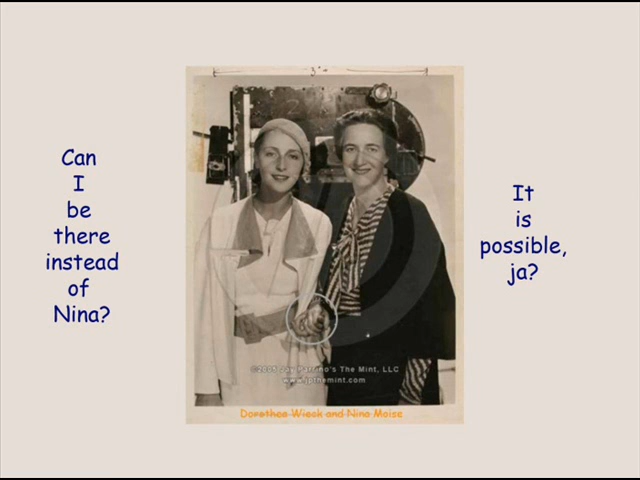 Can
I
be
there
instead
of
Nina?
It
is
possible,
ja?
©2005 Jay Parrino's The Mint, LLC
www.jpthemint.com
Dorothea Wieck and Nina Moise